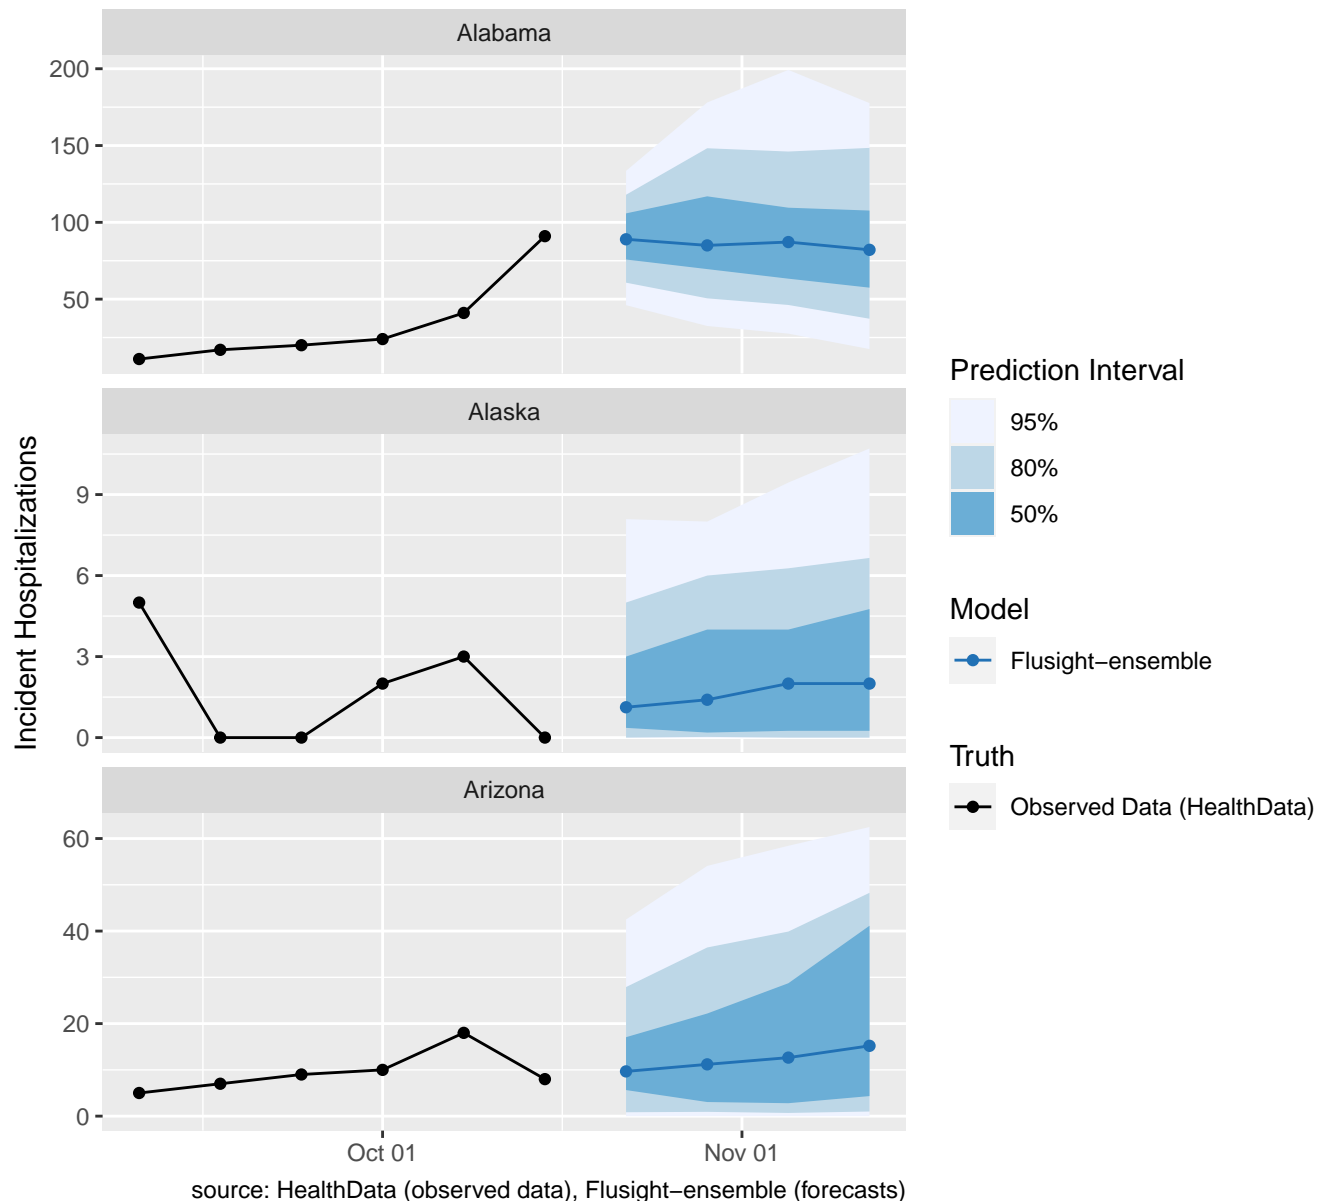 Alabama
200
150
100
50
Alaska
9
6
3
0
Arizona
60
40
20
0
Oct 01
Nov 01
Incident Hospitalizations
source: HealthData (observed data), Flusight−ensemble (forecasts)
Prediction Interval
95%
80%
50%
Model
Flusight−ensemble
Truth
Observed Data (HealthData)